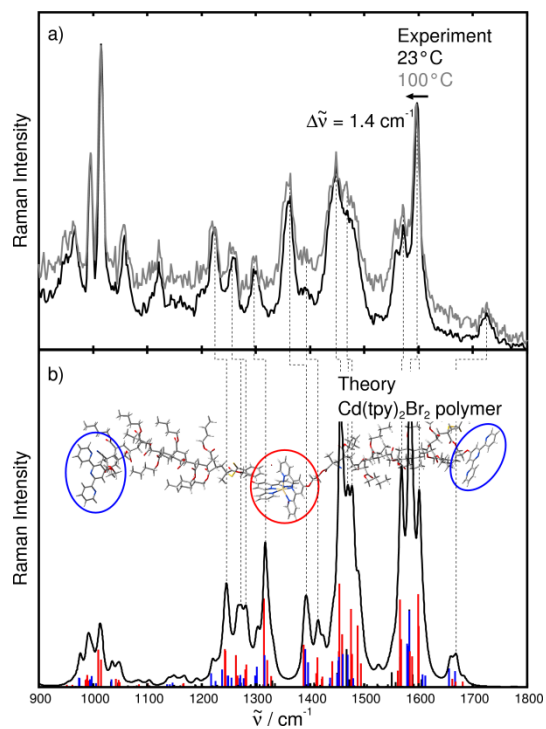 a)
Experiment
23°C
100°C
Δν̃ = 1.4 cm⁻¹
Raman Intensity
b)
Theory
Cd(tpy)₂Br₂ polymer
Raman Intensity
900 1000 1100 1200 1300 1400 1500 1600 1700 1800
ν̃ / cm⁻¹